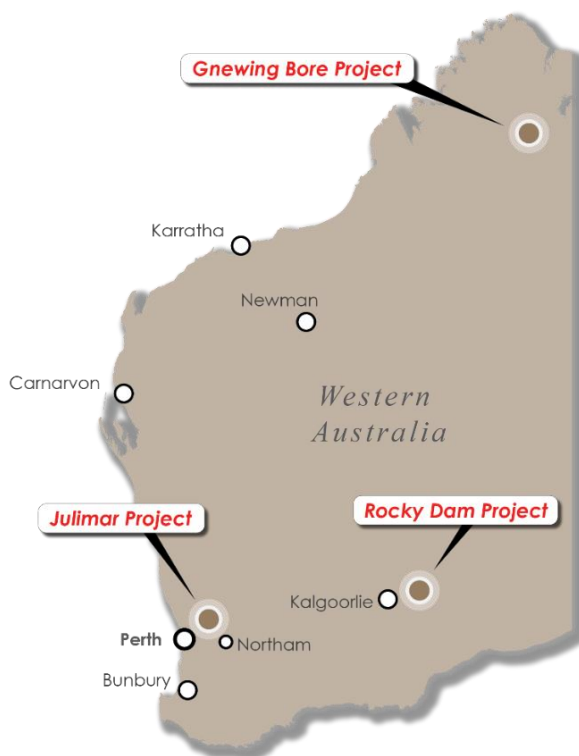 Gnewing Bore Project
Karratha
Newman
Carnarvon
Western
Australia
Julimar Project
Rocky Dam Project
Kalgoorlie
Perth
Northam
Bunbury